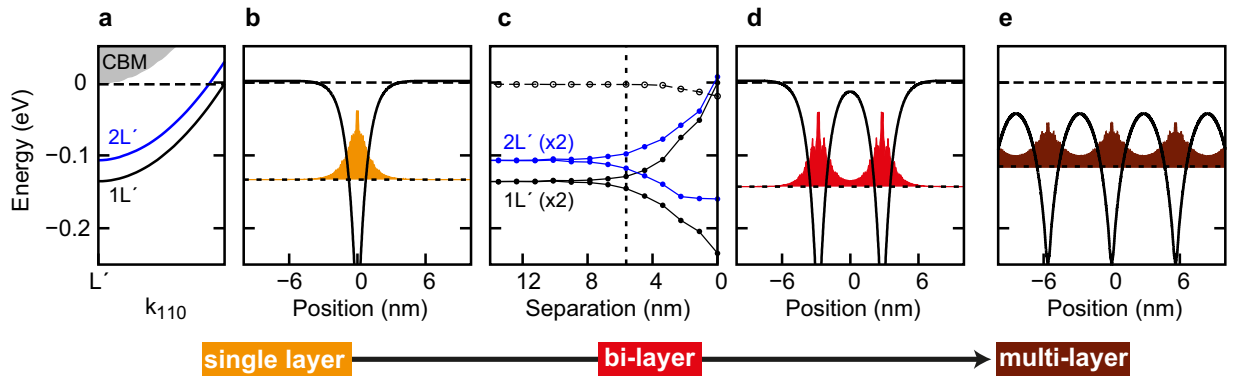 a
b
c
d
e
CBM
2L´
1L´
2L´ (x2)
1L´ (x2)
Energy (eV)
0
−0.1
−0.2
L´
k110
−6 0 6
Position (nm)
12 8 4 0
Separation (nm)
−6 0 6
Position (nm)
−6 0 6
Position (nm)
single layer
bi-layer
multi-layer